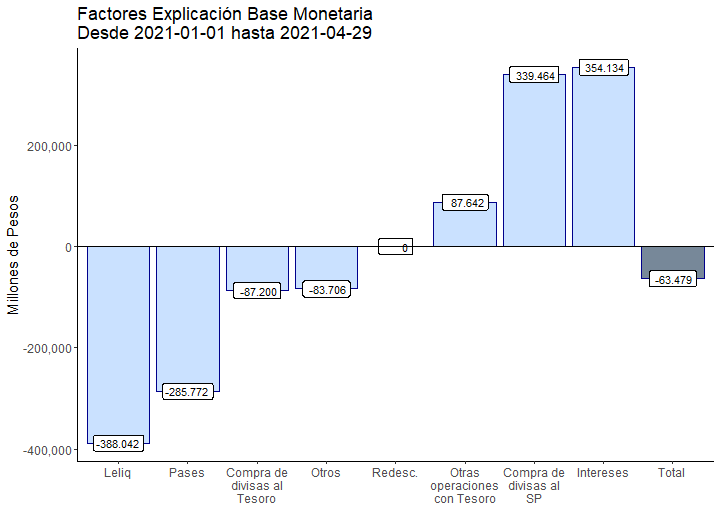 Factores Explicación Base Monetaria
Desde 2021-01-01 hasta 2021-04-29
Millones de Pesos
200,000
0
-200,000
-400,000
-388.042
-285.772
-87.200
-83.706
0
87.642
339.464
354.134
-63.479
Leliq
Pases
Compra de
divisas al
Tesoro
Otros
Redesc.
Otras
operaciones
con Tesoro
Compra de
divisas al
SP
Intereses
Total